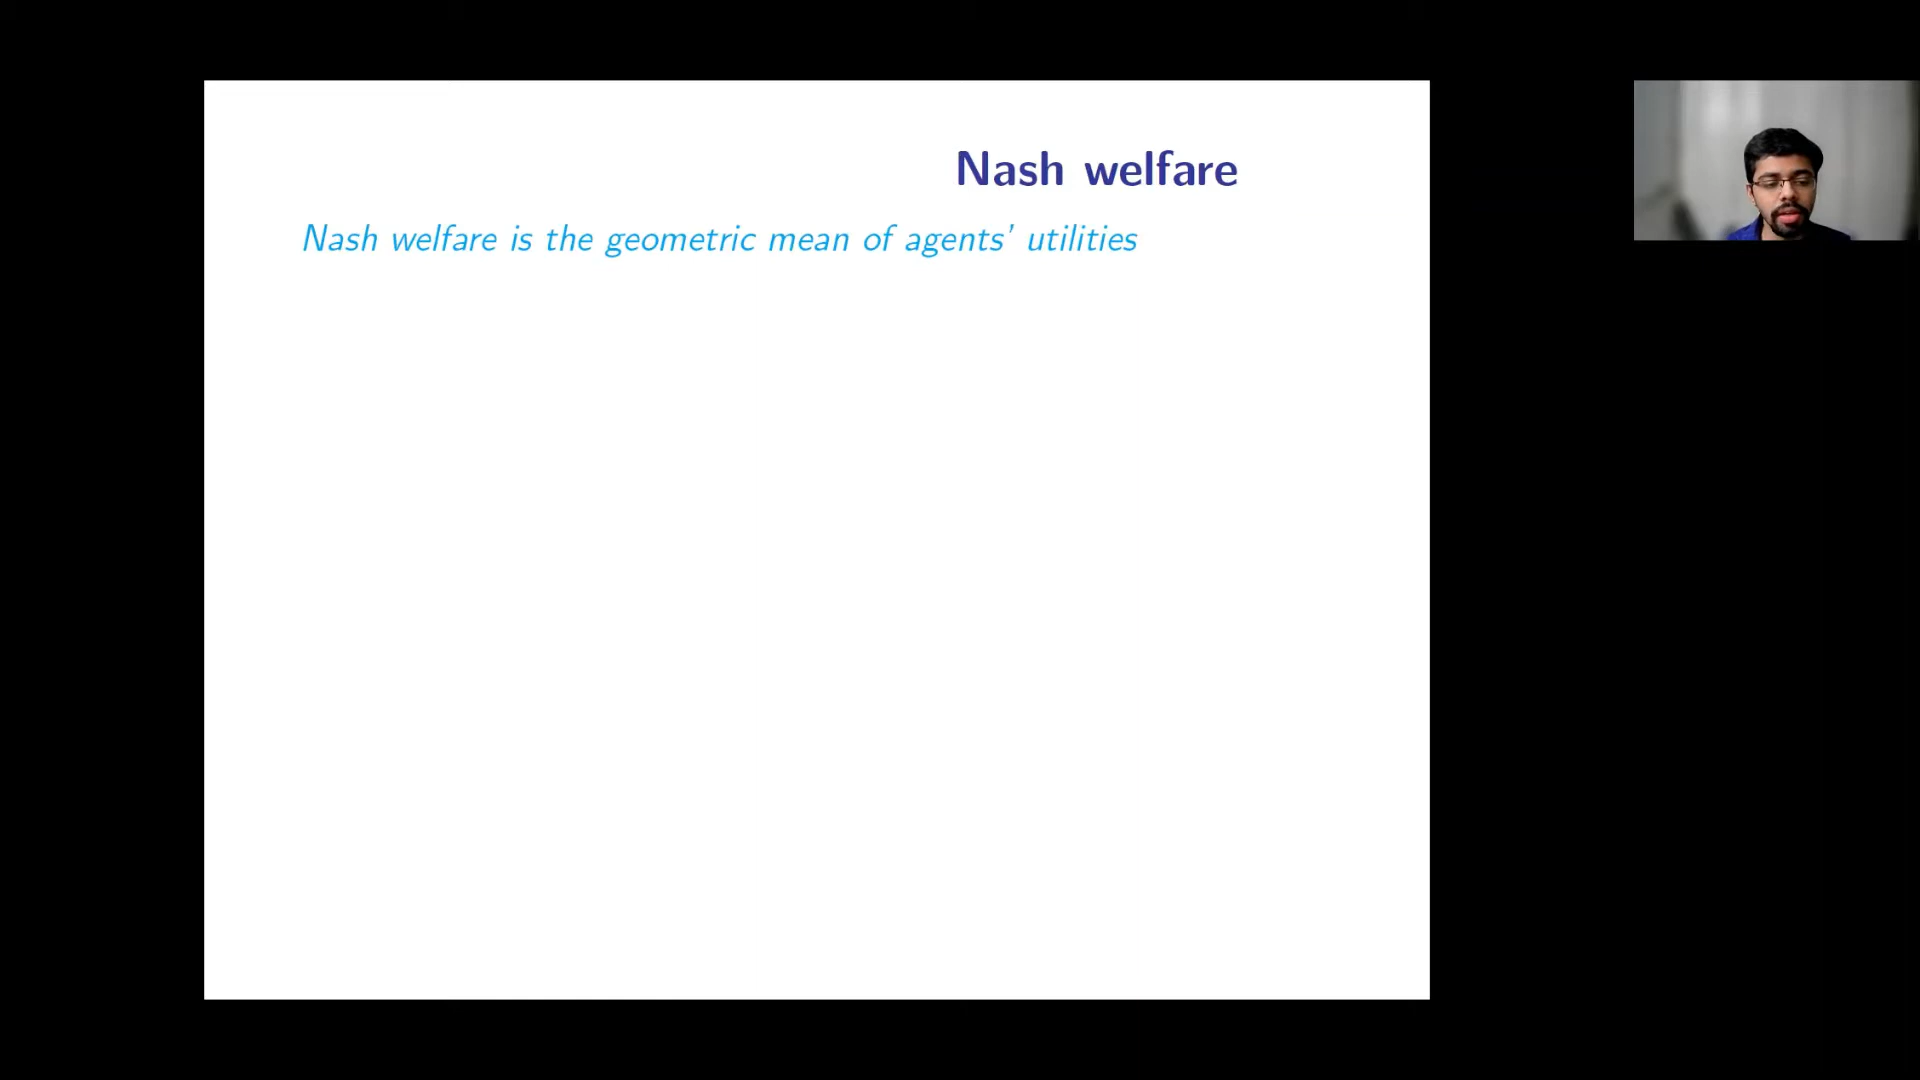 Nash welfare
Nash welfare is the geometric mean of agents' utilities